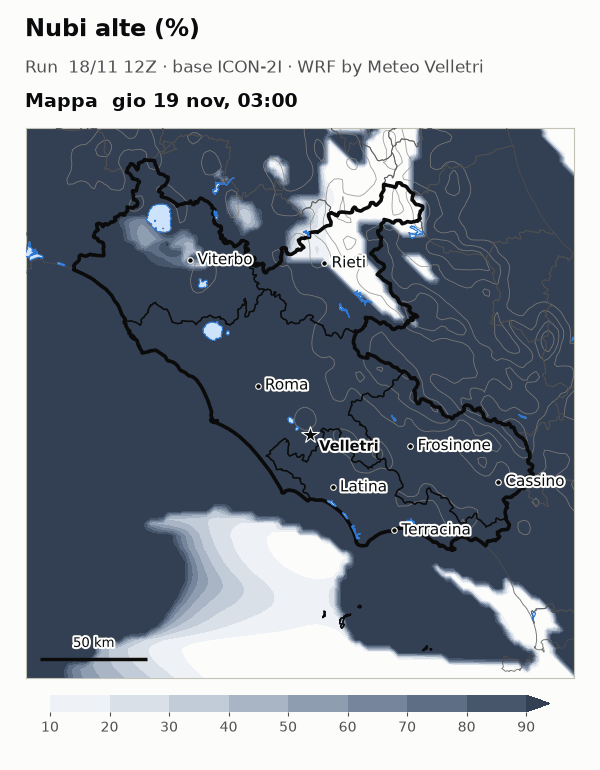 Nubi alte (%)
Run  18/11 12Z · base ICON-2I · WRF by Meteo Velletri
Mappa  gio 19 nov, 03:00
Viterbo
Rieti
Roma
Velletri
Frosinone
Cassino
Latina
Terracina
50 km
10 20 30 40 50 60 70 80 90